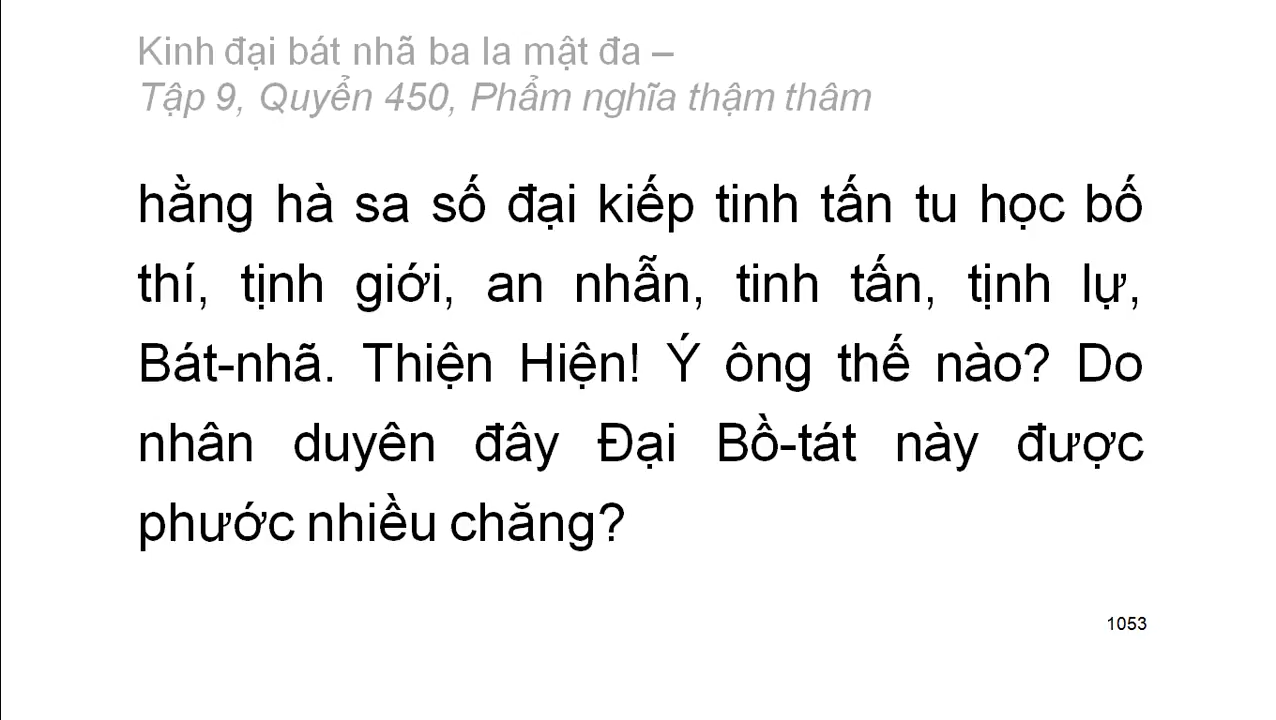 Kinh đại bát nhã ba la mật đa –
Tập 9, Quyển 450, Phẩm nghĩa thậm thâm
hằng hà sa số đại kiếp tinh tấn tu học bố
thí, tịnh giới, an nhẫn, tinh tấn, tịnh lự,
Bát-nhã. Thiện Hiện! Ý ông thế nào? Do
nhân duyên đây Đại Bồ-tát này được
phước nhiều chăng?
1053